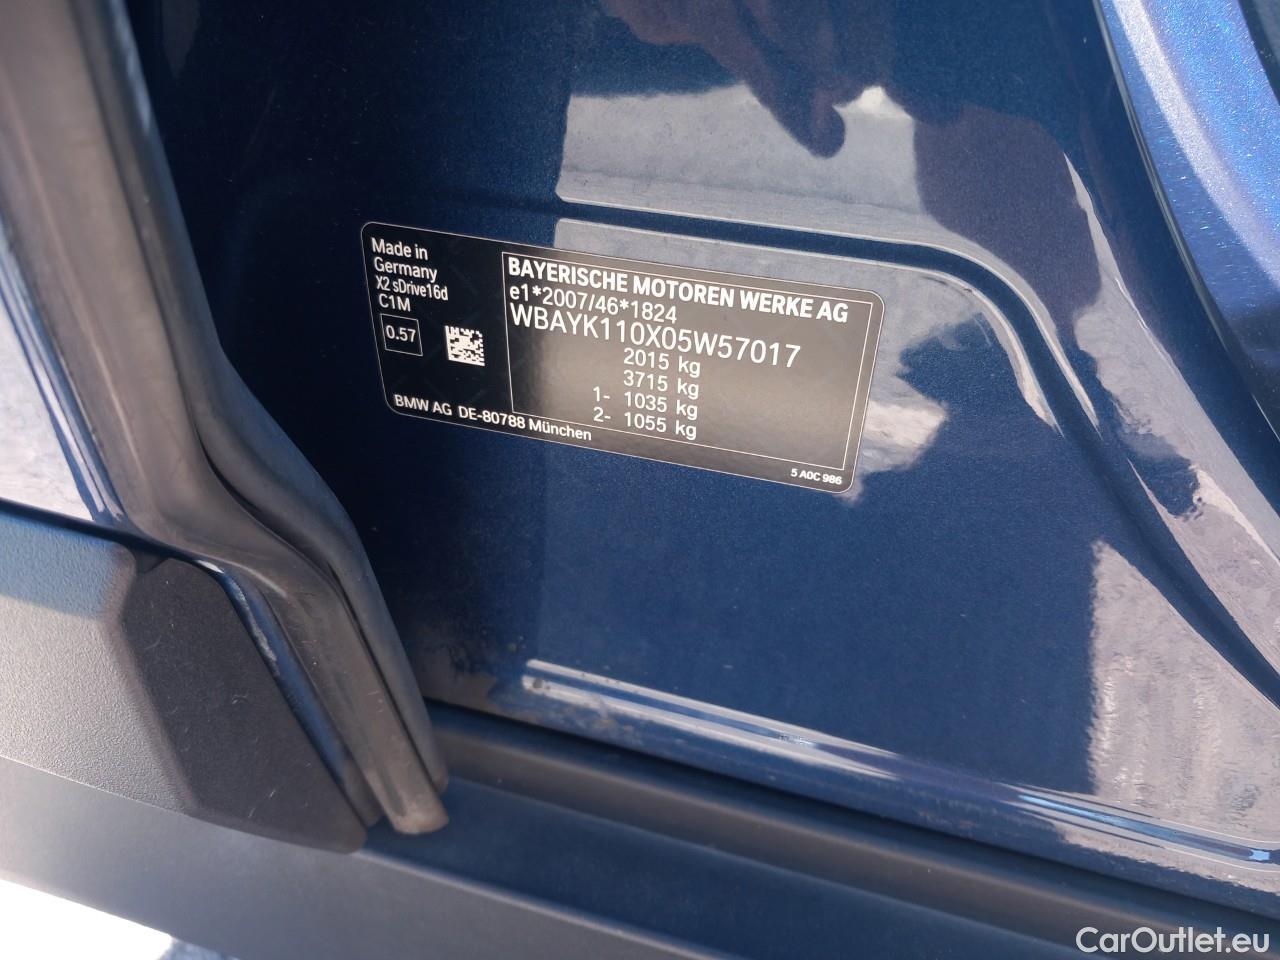 Made in
Germany
X2 sDrive16d
C1M
0.57
BMW AG DE-80788 München
BAYERISCHE MOTOREN WERKE AG
e1*2007/46*1824
WBAYK110X05W57017
2015 kg
3715 kg
1- 1035 kg
2- 1055 kg
5 A0C 986
CarOutlet.eu